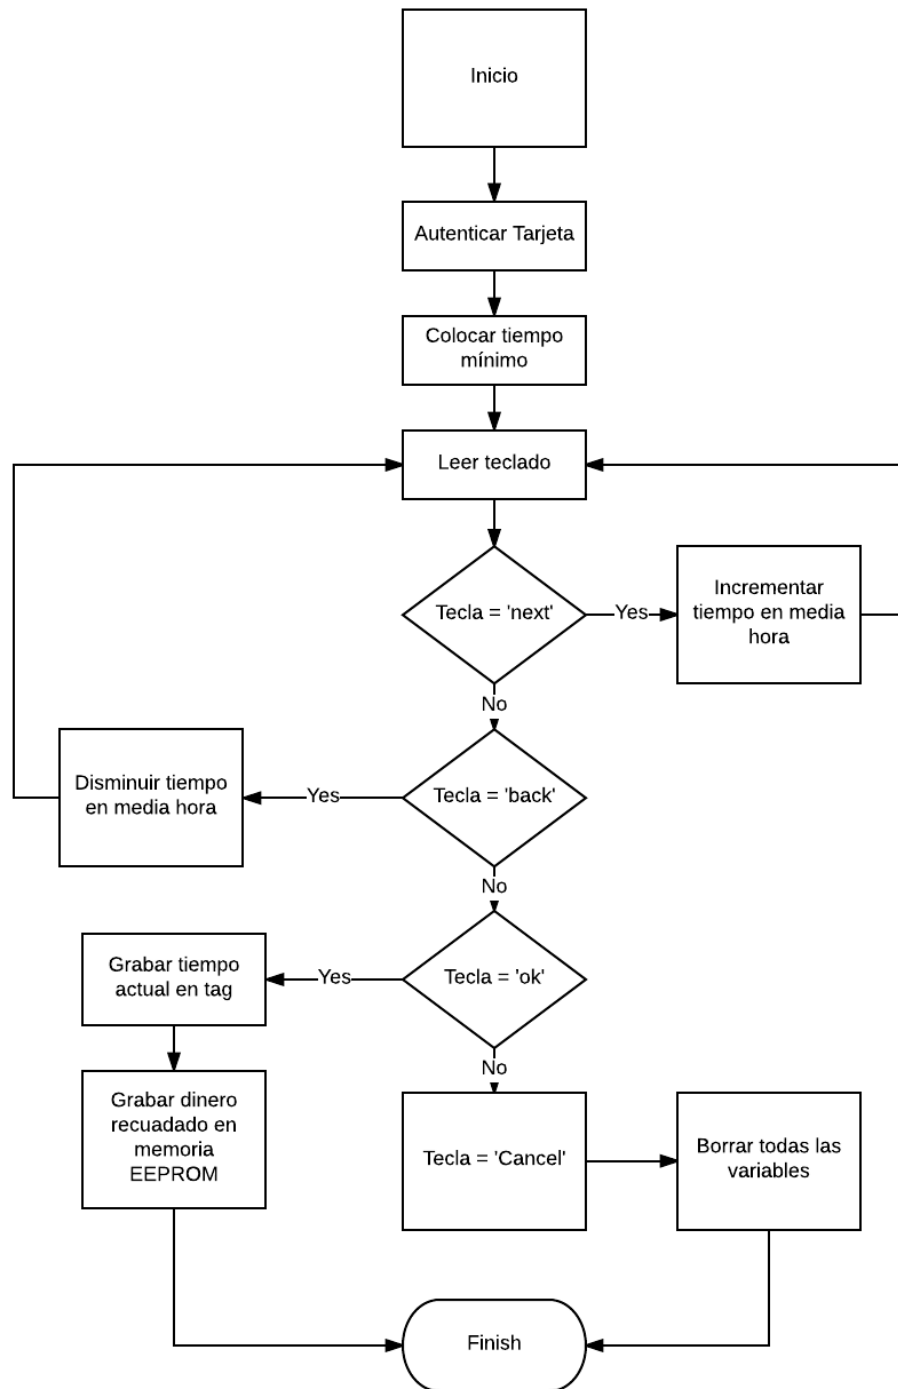 Inicio
Autenticar Tarjeta
Colocar tiempo
mínimo
Leer teclado
Tecla = 'next'
Yes
Incrementar
tiempo en media
hora
No
Disminuir tiempo
en media hora
Yes
Tecla = 'back'
No
Grabar tiempo
actual en tag
Yes
Tecla = 'ok'
No
Grabar dinero
recuadado en
memoria
EEPROM
Tecla = 'Cancel'
Borrar todas las
variables
Finish